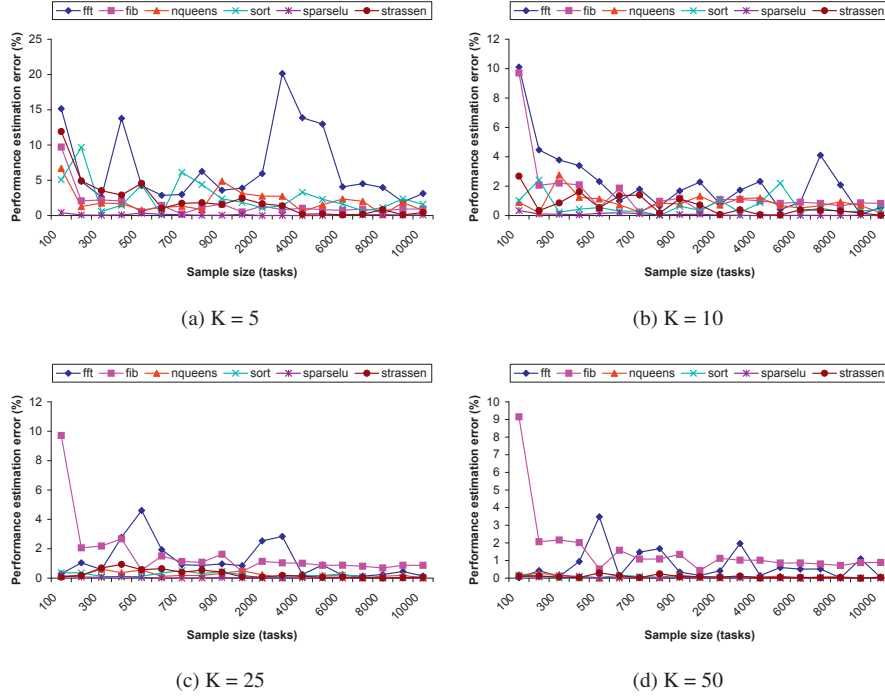 fft fib nqueens sort sparselu strassen
25
20
15
10
5
0
Performance estimation error (%)
100 300 500 700 900 2000 4000 6000 8000 10000
Sample size (tasks)
(a) K = 5
fft fib nqueens sort sparselu strassen
12
10
8
6
4
2
0
Performance estimation error (%)
100 300 500 700 900 2000 4000 6000 8000 10000
Sample size (tasks)
(b) K = 10
fft fib nqueens sort sparselu strassen
12
10
8
6
4
2
0
Performance estimation error (%)
100 300 500 700 900 2000 4000 6000 8000 10000
Sample size (tasks)
(c) K = 25
fft fib nqueens sort sparselu strassen
10
9
8
7
6
5
4
3
2
1
0
Performance estimation error (%)
100 300 500 700 900 2000 4000 6000 8000 10000
Sample size (tasks)
(d) K = 50